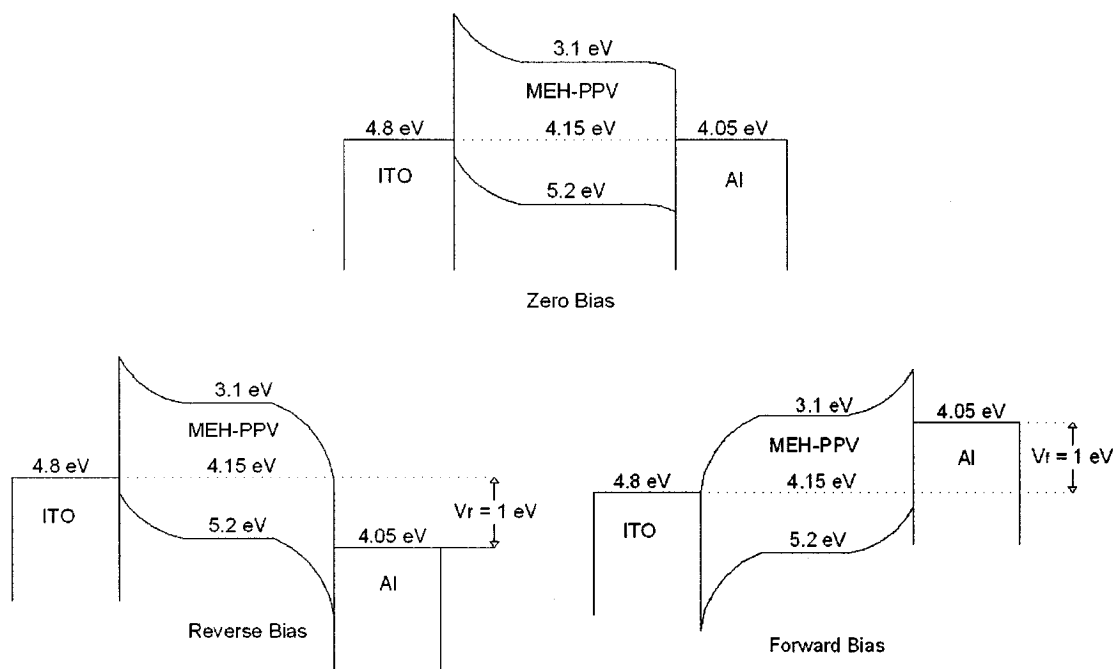 3.1 eV
MEH-PPV
4.8 eV
4.15 eV
4.05 eV
ITO
Al
5.2 eV
Zero Bias
3.1 eV
MEH-PPV
4.8 eV
4.15 eV
ITO
Vr = 1 eV
5.2 eV
4.05 eV
Al
Reverse Bias
3.1 eV
4.05 eV
MEH-PPV
Al
Vf = 1 eV
4.8 eV
4.15 eV
ITO
5.2 eV
Forward Bias